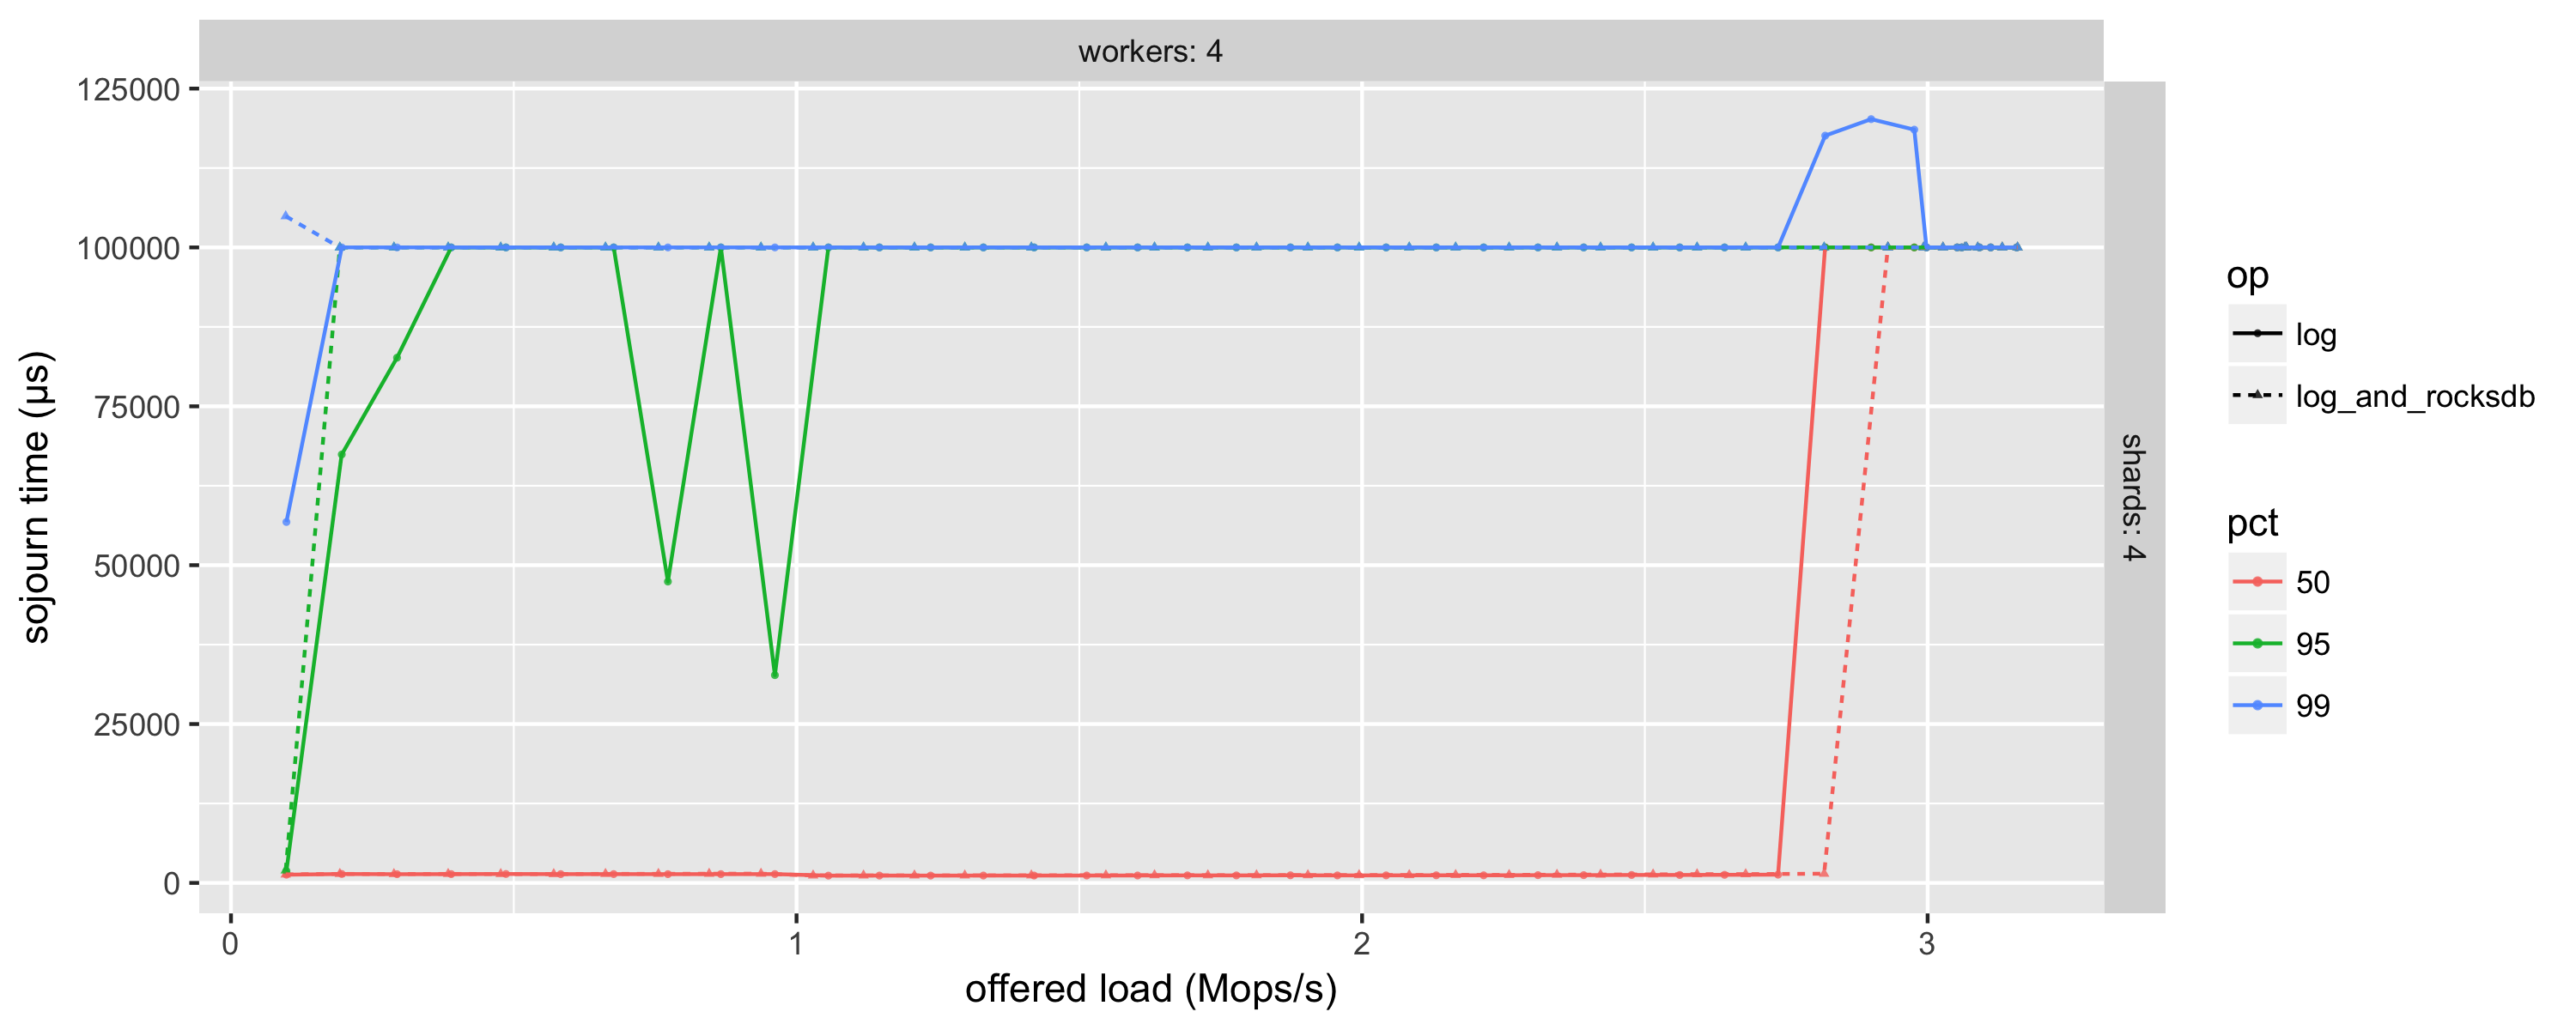 workers: 4
125000
100000
75000
50000
25000
0
sojourn time (µs)
0
1
2
3
offered load (Mops/s)
shards: 4
op
log
log_and_rocksdb
pct
50
95
99